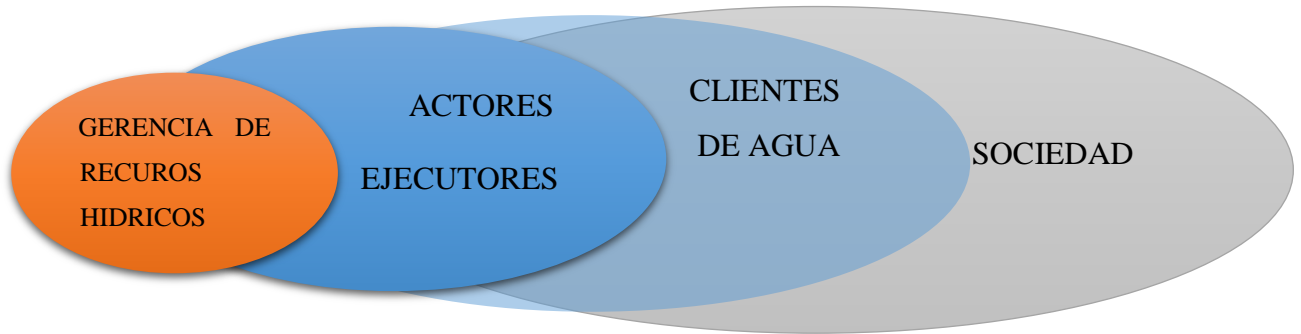 GERENCIA DE
RECUROS
HIDRICOS
ACTORES
EJECUTORES
CLIENTES
DE AGUA
SOCIEDAD